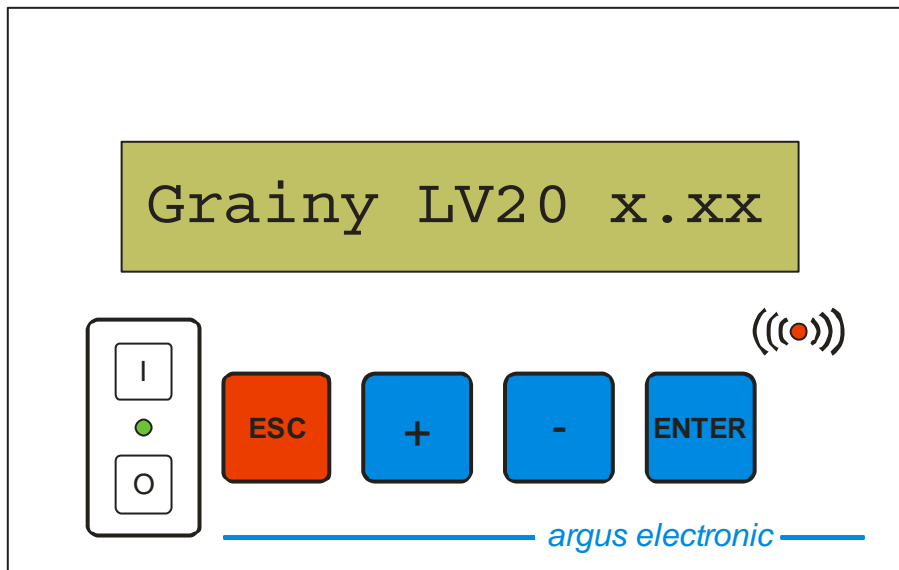 Grainy LV20 x.xx
I
ESC + - ENTER
O
argus electronic